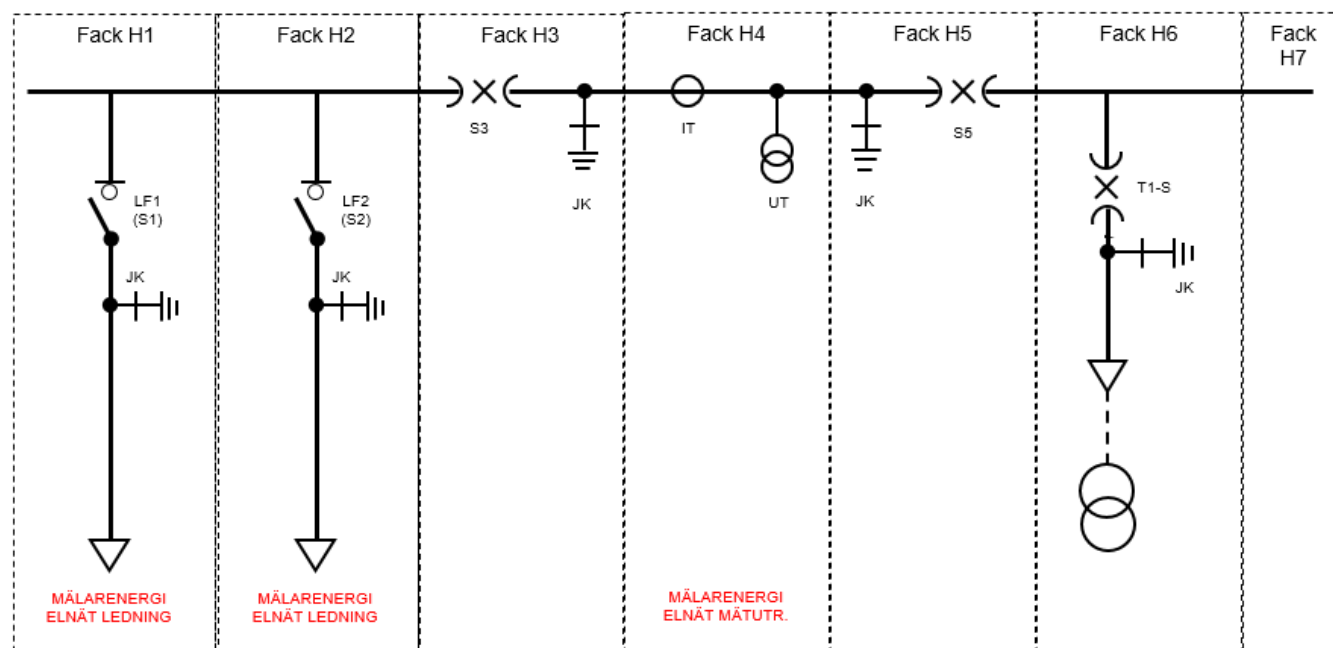 Fack H1
Fack H2
Fack H3
Fack H4
Fack H5
Fack H6
Fack
H7
S3
IT
S5
LF1
(S1)
LF2
(S2)
T1-S
JK
UT
JK
JK
JK
JK
MÄLARENERGI
ELNÄT LEDNING
MÄLARENERGI
ELNÄT LEDNING
MÄLARENERGI
ELNÄT MÄTUTR.